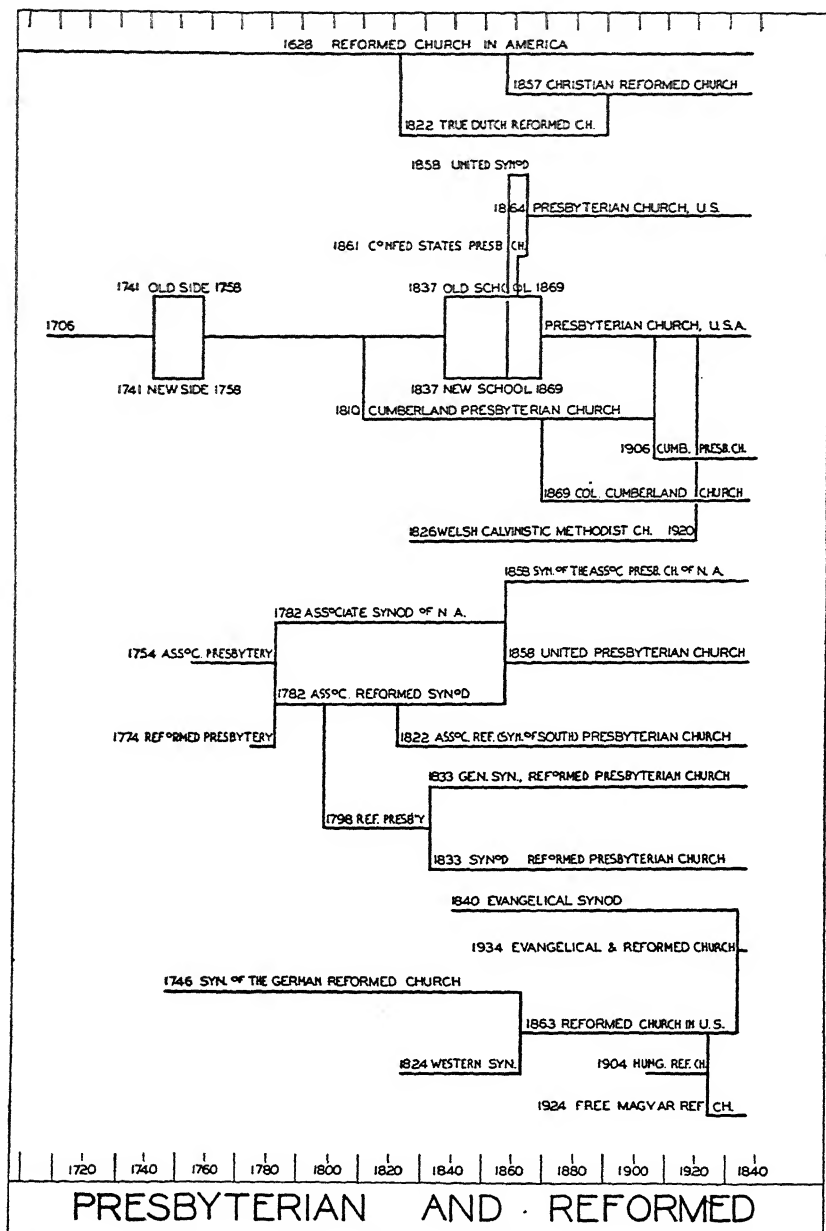 1628 REFORMED CHURCH IN AMERICA
1857 CHRISTIAN REFORMED CHURCH
1822 TRUE DUTCH REFORMED CH.
1858 UNITED SYNOD
1864 PRESBYTERIAN CHURCH, U.S.
1861 CONFED STATES PRESB. CH.
1741 OLD SIDE 1758
1837 OLD SCHOOL 1869
1706
PRESBYTERIAN CHURCH, U.S.A.
1741 NEW SIDE 1758
1837 NEW SCHOOL 1869
1810 CUMBERLAND PRESBYTERIAN CHURCH
1906 CUMB. PRESB. CH.
1869 COL. CUMBERLAND CHURCH
1826 WELSH CALVINISTIC METHODIST CH. 1920
1858 SYN. OF THE ASSOC. PRESB. CH. OF N. A.
1782 ASSOCIATE SYNOD OF N A.
1754 ASSOC. PRESBYTERY
1858 UNITED PRESBYTERIAN CHURCH
1782 ASSOC. REFORMED SYNOD
1774 REFORMED PRESBYTERY
1822 ASSOC. REF. (SYN. OF SOUTH) PRESBYTERIAN CHURCH
1833 GEN. SYN., REFORMED PRESBYTERIAN CHURCH
1798 REF. PRESB'Y
1833 SYNOD REFORMED PRESBYTERIAN CHURCH
1840 EVANGELICAL SYNOD
1934 EVANGELICAL & REFORMED CHURCH
1746 SYN. OF THE GERMAN REFORMED CHURCH
1863 REFORMED CHURCH IN U.S.
1824 WESTERN SYN.
1904 HUNG. REF. CH.
1924 FREE MAGYAR REF CH.
1720 1740 1760 1780 1800 1820 1840 1860 1880 1900 1920 1840
PRESBYTERIAN AND · REFORMED